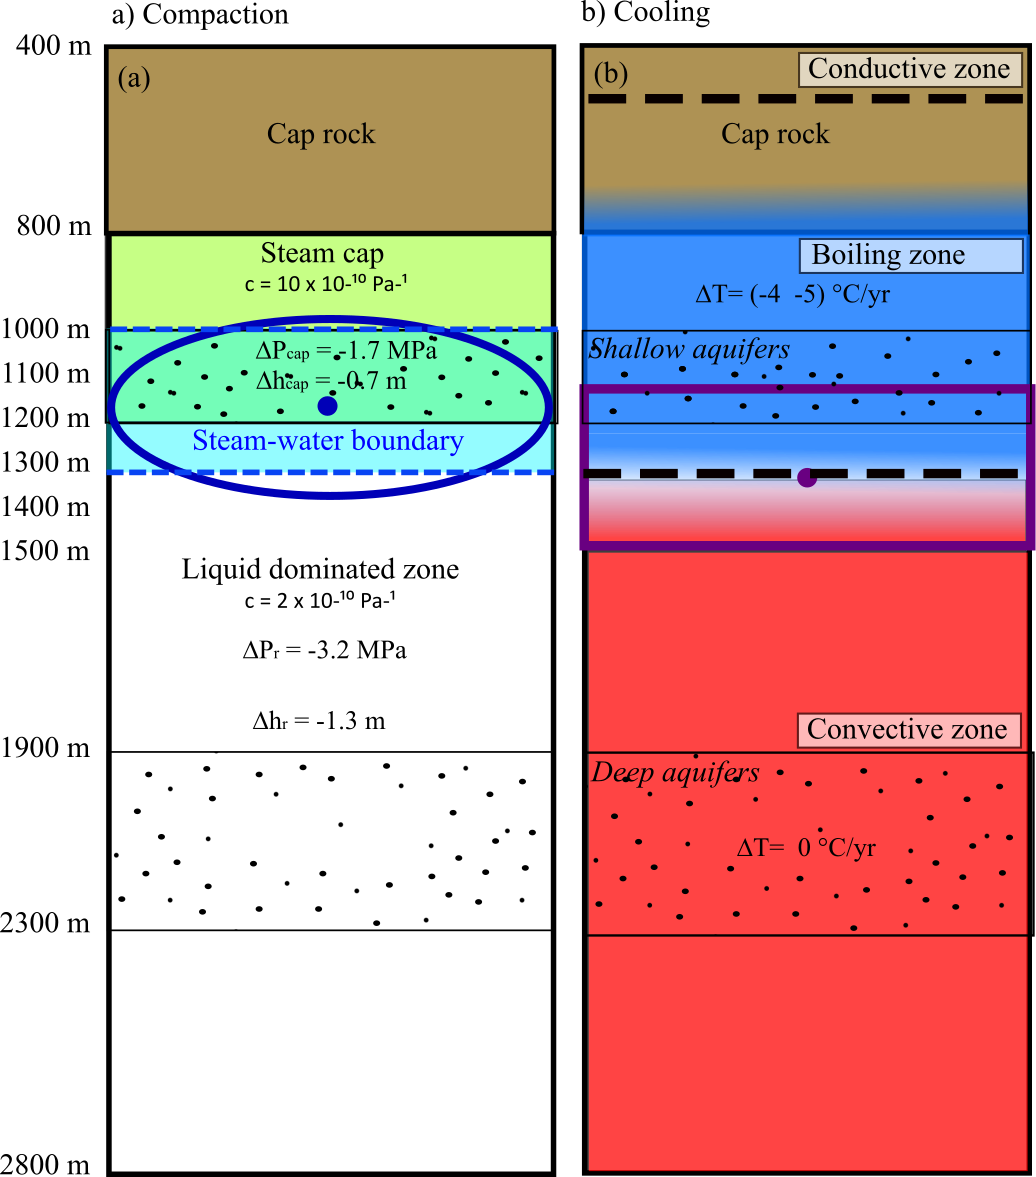 a) Compaction
b) Cooling
400 m
800 m
1000 m
1100 m
1200 m
1300 m
1400 m
1500 m
1900 m
2300 m
2800 m
(a)
Cap rock
Steam cap
c = 10 x 10-¹⁰ Pa-¹
ΔPcap = -1.7 MPa
Δhcap = -0.7 m
Steam-water boundary
Liquid dominated zone
c = 2 x 10-¹⁰ Pa-¹
ΔPr = -3.2 MPa
Δhr = -1.3 m
(b)
Conductive zone
Cap rock
Boiling zone
ΔT= (-4 -5) °C/yr
Shallow aquifers
Convective zone
Deep aquifers
ΔT= 0 °C/yr